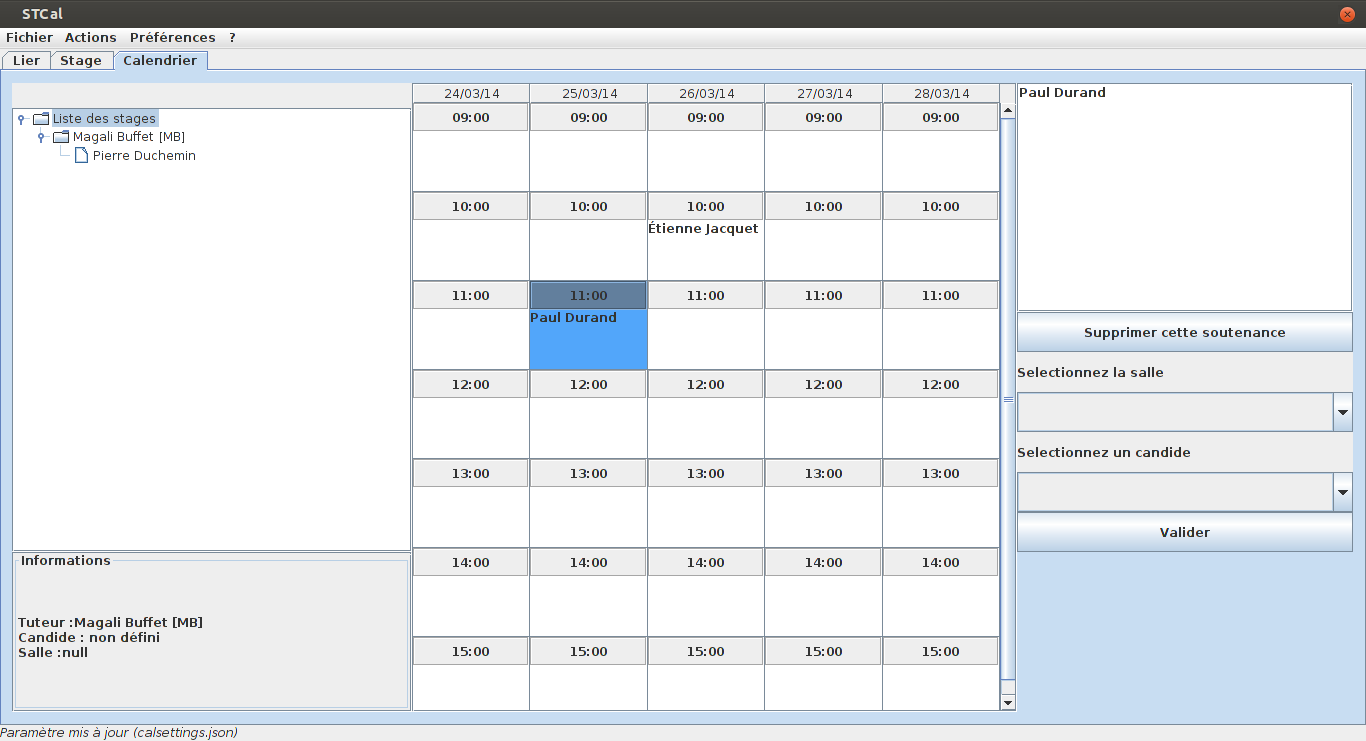 STCal
Fichier Actions Préférences ?
Lier Stage Calendrier
Liste des stages
Magali Buffet [MB]
Pierre Duchemin
Informations
Tuteur :Magali Buffet [MB]
Candide : non défini
Salle :null
24/03/14 25/03/14 26/03/14 27/03/14 28/03/14
09:00 09:00 09:00 09:00 09:00
10:00 10:00 10:00 10:00 10:00
Étienne Jacquet
11:00 11:00 11:00 11:00 11:00
Paul Durand
12:00 12:00 12:00 12:00 12:00
13:00 13:00 13:00 13:00 13:00
14:00 14:00 14:00 14:00 14:00
15:00 15:00 15:00 15:00 15:00
Paul Durand
Supprimer cette soutenance
Selectionnez la salle
Selectionnez un candide
Valider
Paramètre mis à jour (calsettings.json)